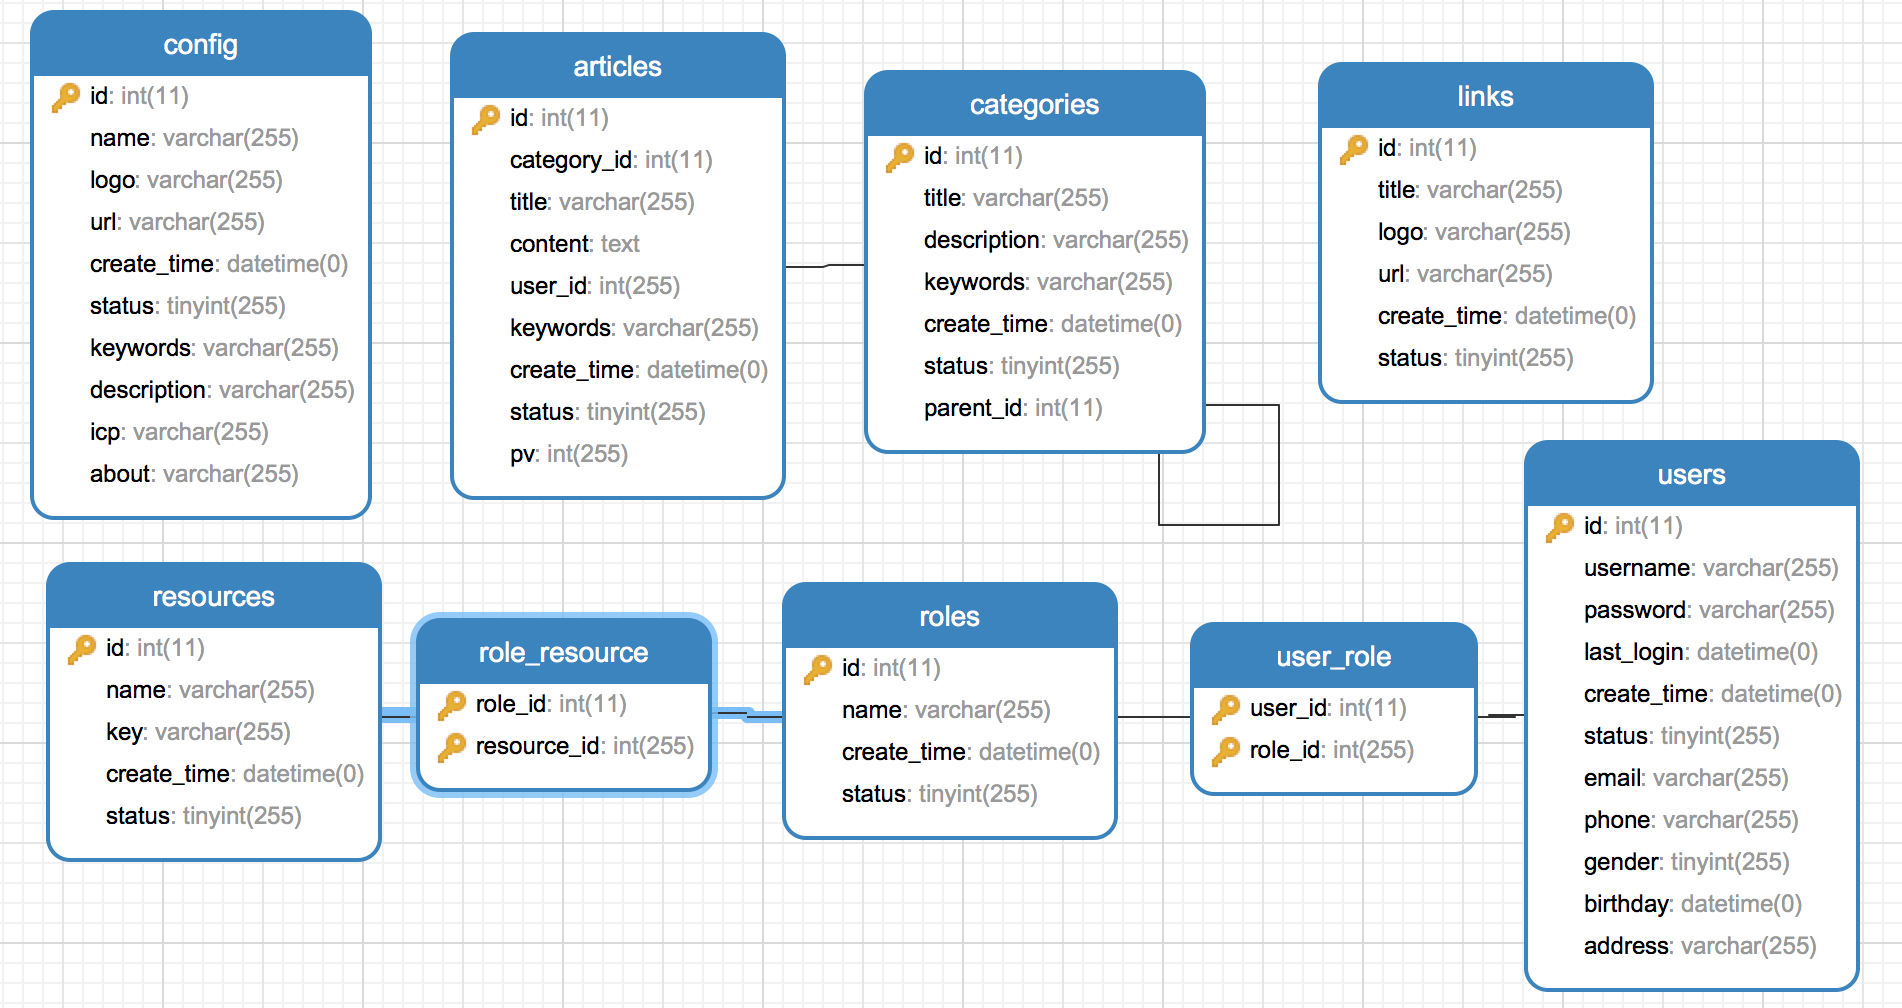 config
id: int(11)
name: varchar(255)
logo: varchar(255)
url: varchar(255)
create_time: datetime(0)
status: tinyint(255)
keywords: varchar(255)
description: varchar(255)
icp: varchar(255)
about: varchar(255)
articles
id: int(11)
category_id: int(11)
title: varchar(255)
content: text
user_id: int(255)
keywords: varchar(255)
create_time: datetime(0)
status: tinyint(255)
pv: int(255)
categories
id: int(11)
title: varchar(255)
description: varchar(255)
keywords: varchar(255)
create_time: datetime(0)
status: tinyint(255)
parent_id: int(11)
links
id: int(11)
title: varchar(255)
logo: varchar(255)
url: varchar(255)
create_time: datetime(0)
status: tinyint(255)
resources
id: int(11)
name: varchar(255)
key: varchar(255)
create_time: datetime(0)
status: tinyint(255)
role_resource
role_id: int(11)
resource_id: int(255)
roles
id: int(11)
name: varchar(255)
create_time: datetime(0)
status: tinyint(255)
user_role
user_id: int(11)
role_id: int(255)
users
id: int(11)
username: varchar(255)
password: varchar(255)
last_login: datetime(0)
create_time: datetime(0)
status: tinyint(255)
email: varchar(255)
phone: varchar(255)
gender: tinyint(255)
birthday: datetime(0)
address: varchar(255)